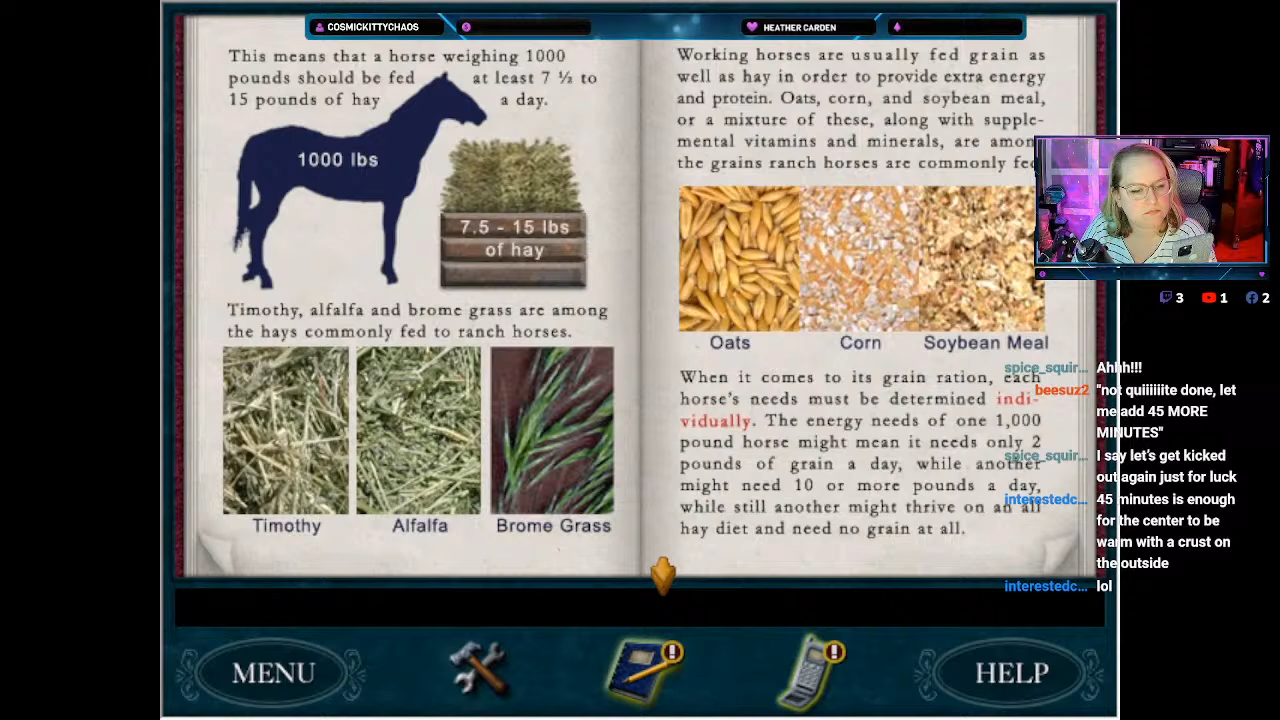 COSMICKITTYCHAOS
HEATHER CARDEN
This means that a horse weighing 1000
pounds should be fed at least 7 ½ to
15 pounds of hay a day.
1000 lbs
7.5 - 15 lbs
of hay
Timothy, alfalfa and brome grass are among
the hays commonly fed to ranch horses.
Timothy
Alfalfa
Brome Grass
Working horses are usually fed grain as
well as hay in order to provide extra energy
and protein. Oats, corn, and soybean meal,
or a mixture of these, along with supple-
mental vitamins and minerals, are
the grains ranch horses are commonly
Oats
Corn
Soybean Meal
When it comes to its grain ration, each
horse's needs must be determined indi-
vidually. The energy needs of one 1,000
pound horse might mean it needs only 2
pounds of grain a day, while another
might need 10 or more pounds a day,
while still another might thrive on an all
hay diet and need no grain at all.
3
1
2
spice_squir... Ahhh!!!
beesuz2 "not quiiiiiite done, let
me add 45 MORE
MINUTES"
spice_squir... I say let's get kicked
out again just for luck
interestedc... 45 minutes is enough
for the center to be
warm with a crust on
the outside
interestedc... lol
MENU
HELP